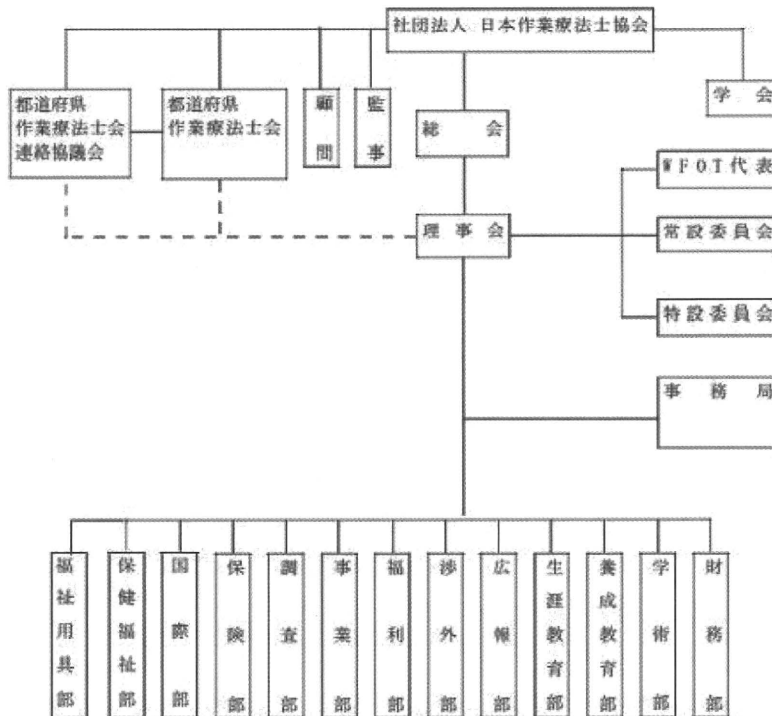 社団法人 日本作業療法士協会
都道府県
作業療法士会
連絡協議会
都道府県
作業療法士会
顧問
監事
学会
総会
WFOT代表
理事会
常設委員会
特設委員会
事務局
福祉用具部
保健福祉部
国際部
保険部
調査部
事業部
福利部
渉外部
広報部
生涯教育部
養成教育部
学術部
財務部